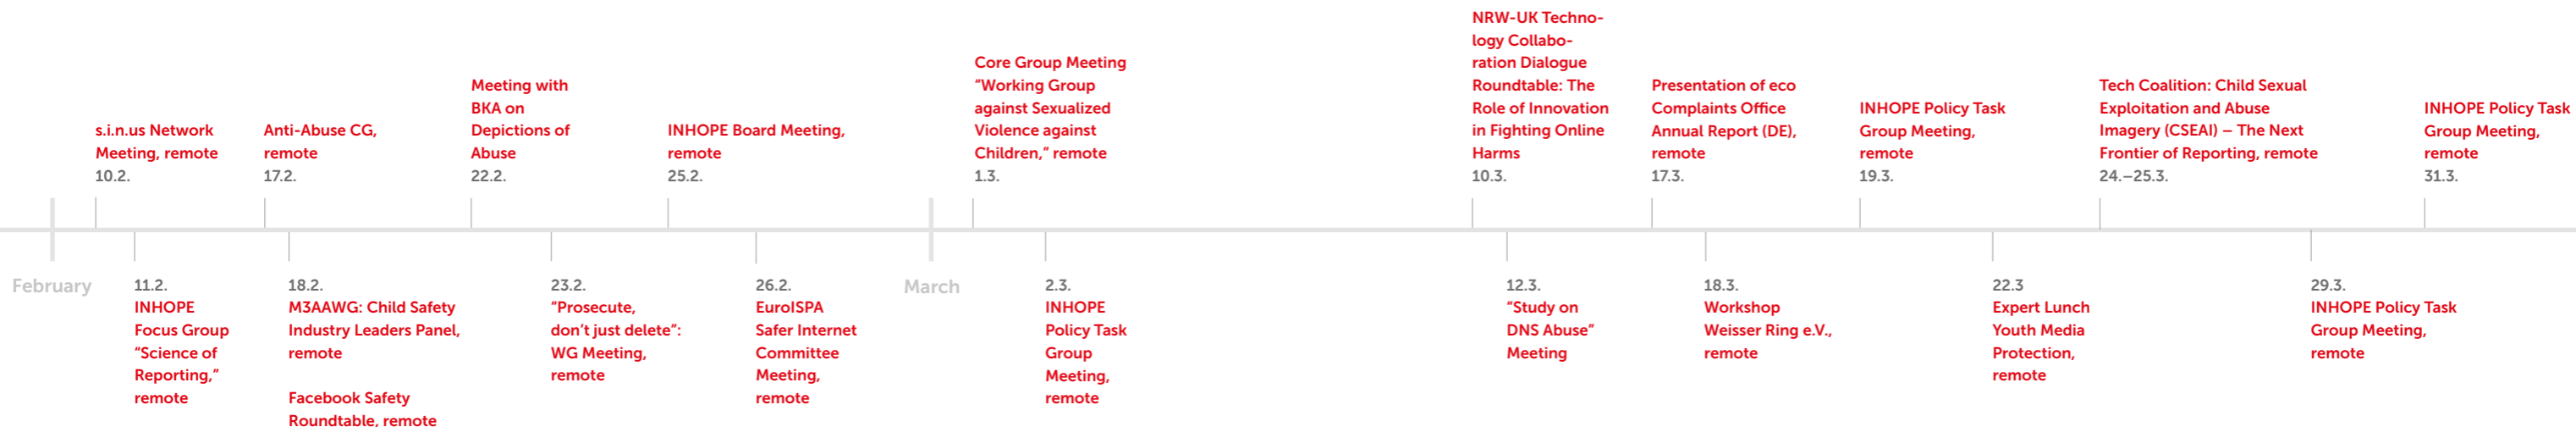 s.i.n.us Network
Meeting, remote
10.2.
Anti-Abuse CG,
remote
17.2.
Meeting with
BKA on
Depictions of
Abuse
22.2.
INHOPE Board Meeting,
remote
25.2.
Core Group Meeting
“Working Group
against Sexualized
Violence against
Children,” remote
1.3.
NRW-UK Techno-
logy Collabo-
ration Dialogue
Roundtable: The
Role of Innovation
in Fighting Online
Harms
10.3.
Presentation of eco
Complaints Office
Annual Report (DE),
remote
17.3.
INHOPE Policy Task
Group Meeting,
remote
19.3.
Tech Coalition: Child Sexual
Exploitation and Abuse
Imagery (CSEAI) – The Next
Frontier of Reporting, remote
24.–25.3.
INHOPE Policy Task
Group Meeting,
remote
31.3.
February
11.2.
INHOPE
Focus Group
“Science of
Reporting,”
remote
18.2.
M3AAWG: Child Safety
Industry Leaders Panel,
remote
Facebook Safety
Roundtable, remote
23.2.
“Prosecute,
don’t just delete”:
WG Meeting,
remote
26.2.
EuroISPA
Safer Internet
Committee
Meeting,
remote
March
2.3.
INHOPE
Policy Task
Group
Meeting,
remote
12.3.
“Study on
DNS Abuse”
Meeting
18.3.
Workshop
Weisser Ring e.V.,
remote
22.3
Expert Lunch
Youth Media
Protection,
remote
29.3.
INHOPE Policy Task
Group Meeting,
remote